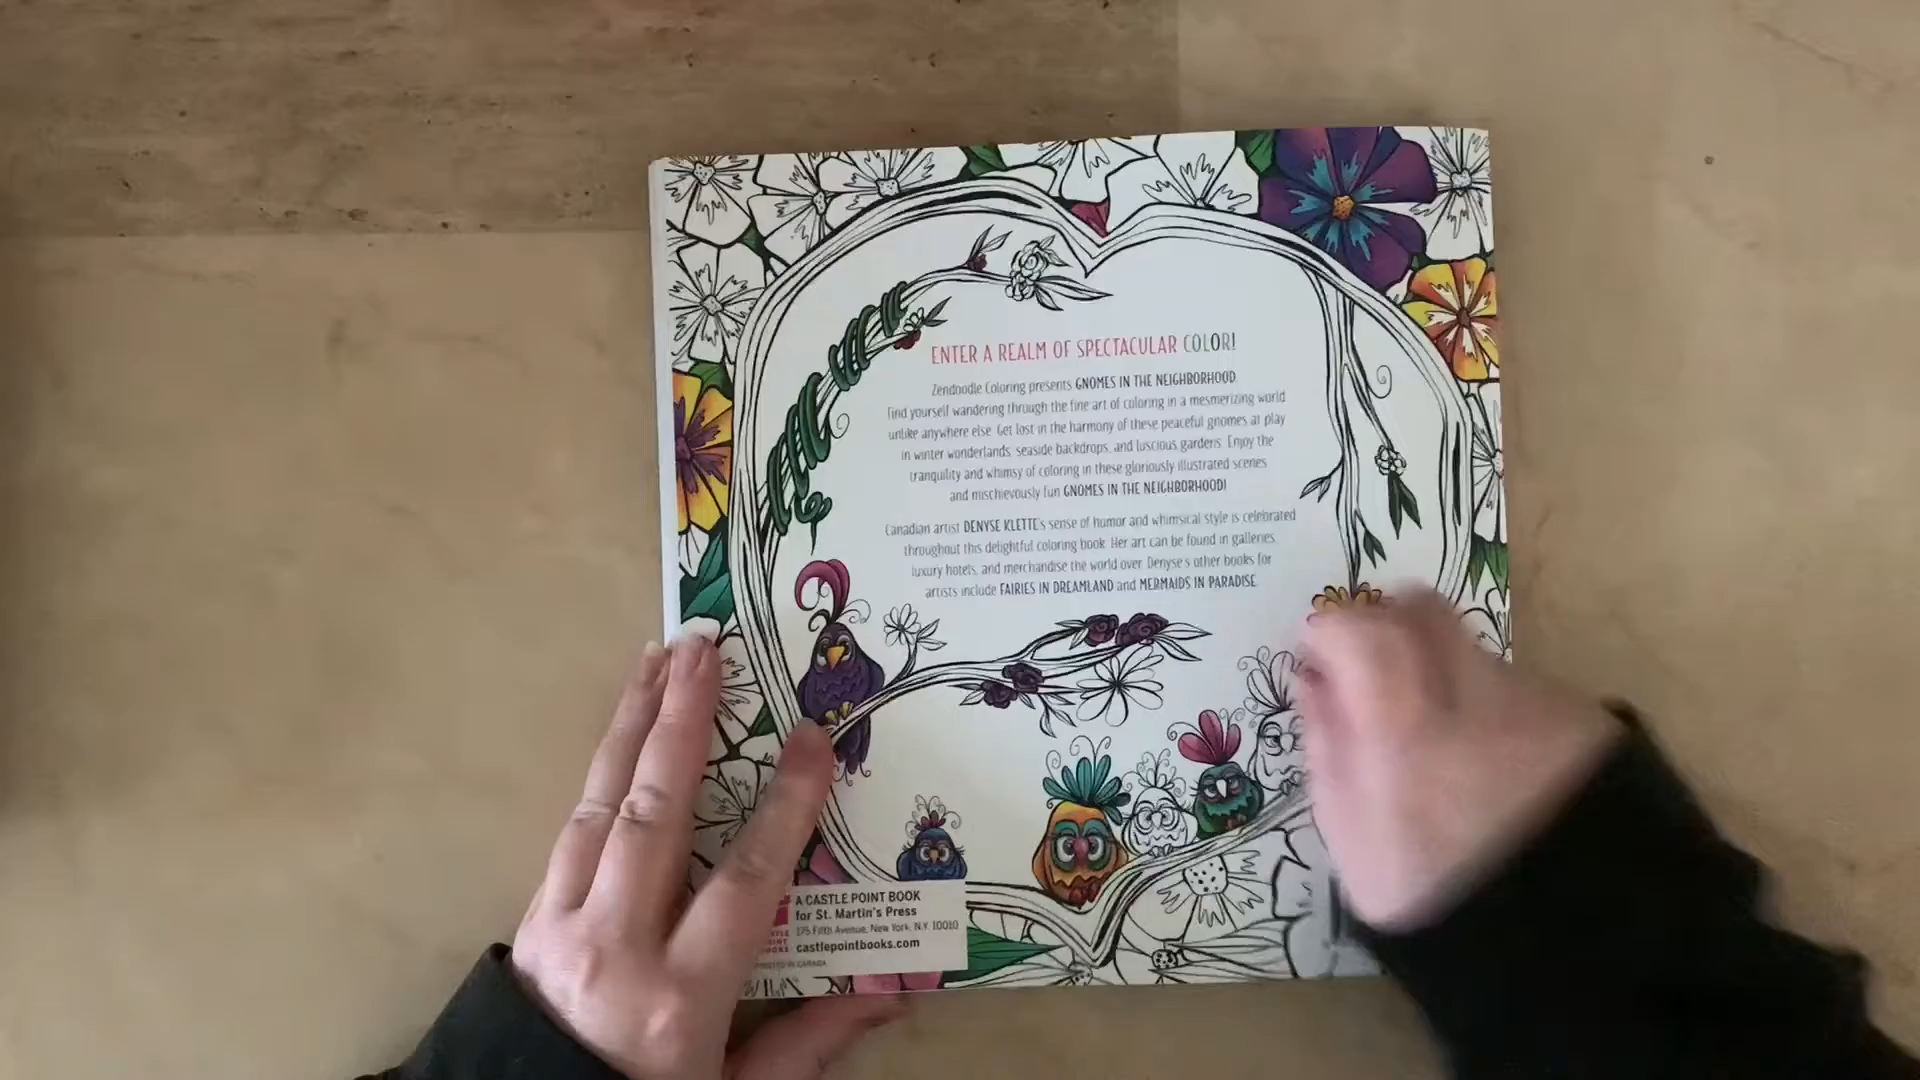 ENTER A REALM OF SPECTACULAR COLOR!
Zendoodle Coloring presents GNOMES IN THE NEIGHBORHOOD.
Find yourself wandering through the fine art of coloring in a mesmerizing world
unlike anywhere else. Get lost in the harmony of these peaceful gnomes at play
in winter wonderlands, seaside backdrops, and luscious gardens. Enjoy the
tranquility and whimsy of coloring in these gloriously illustrated scenes
and mischievously fun GNOMES IN THE NEIGHBORHOOD!
Canadian artist DENYSE KLETTE's sense of humor and whimsical style is celebrated
throughout this delightful coloring book. Her art can be found in galleries,
luxury hotels, and merchandise the world over. Denyse's other books for
artists include FAIRIES IN DREAMLAND and MERMAIDS IN PARADISE.
A CASTLE POINT BOOK
for St. Martin's Press
175 Fifth Avenue, New York, N.Y. 10010
castlepointbooks.com
PRINTED IN CANADA